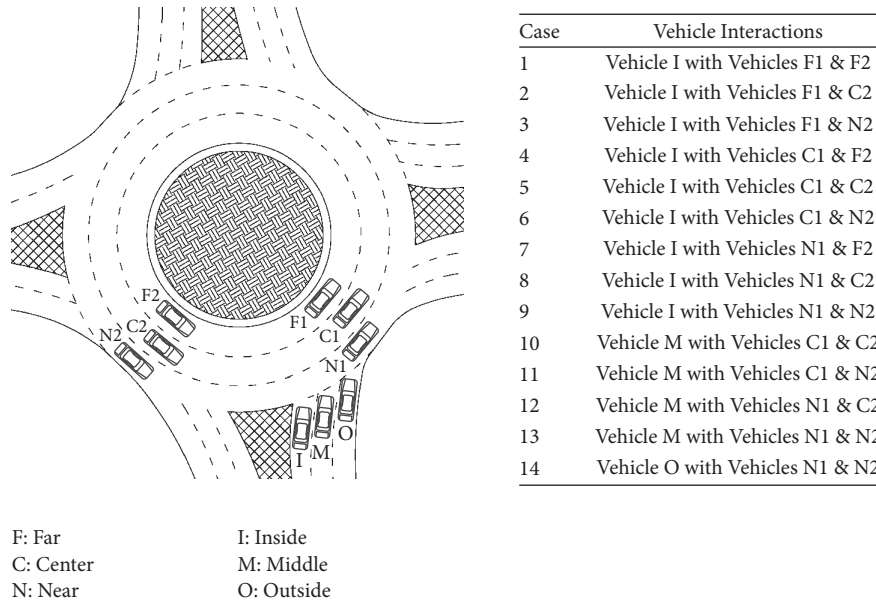 F2
C2
N2
F1
C1
N1
O
M
I
F: Far
C: Center
N: Near
I: Inside
M: Middle
O: Outside
Case Vehicle Interactions
1 Vehicle I with Vehicles F1 & F2
2 Vehicle I with Vehicles F1 & C2
3 Vehicle I with Vehicles F1 & N2
4 Vehicle I with Vehicles C1 & F2
5 Vehicle I with Vehicles C1 & C2
6 Vehicle I with Vehicles C1 & N2
7 Vehicle I with Vehicles N1 & F2
8 Vehicle I with Vehicles N1 & C2
9 Vehicle I with Vehicles N1 & N2
10 Vehicle M with Vehicles C1 & C2
11 Vehicle M with Vehicles C1 & N2
12 Vehicle M with Vehicles N1 & C2
13 Vehicle M with Vehicles N1 & N2
14 Vehicle O with Vehicles N1 & N2